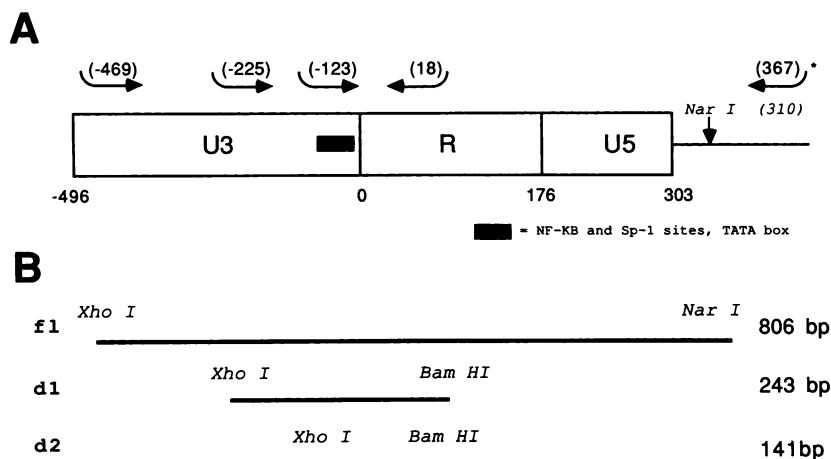 A
(-469) (-225) (-123) (18) (367) *
Nar I (310)
U3 R U5
-496 0 176 303
= NF-KB and Sp-1 sites, TATA box
B
Xho I Nar I
f1 806 bp
Xho I Bam HI
d1 243 bp
Xho I Bam HI
d2 141bp